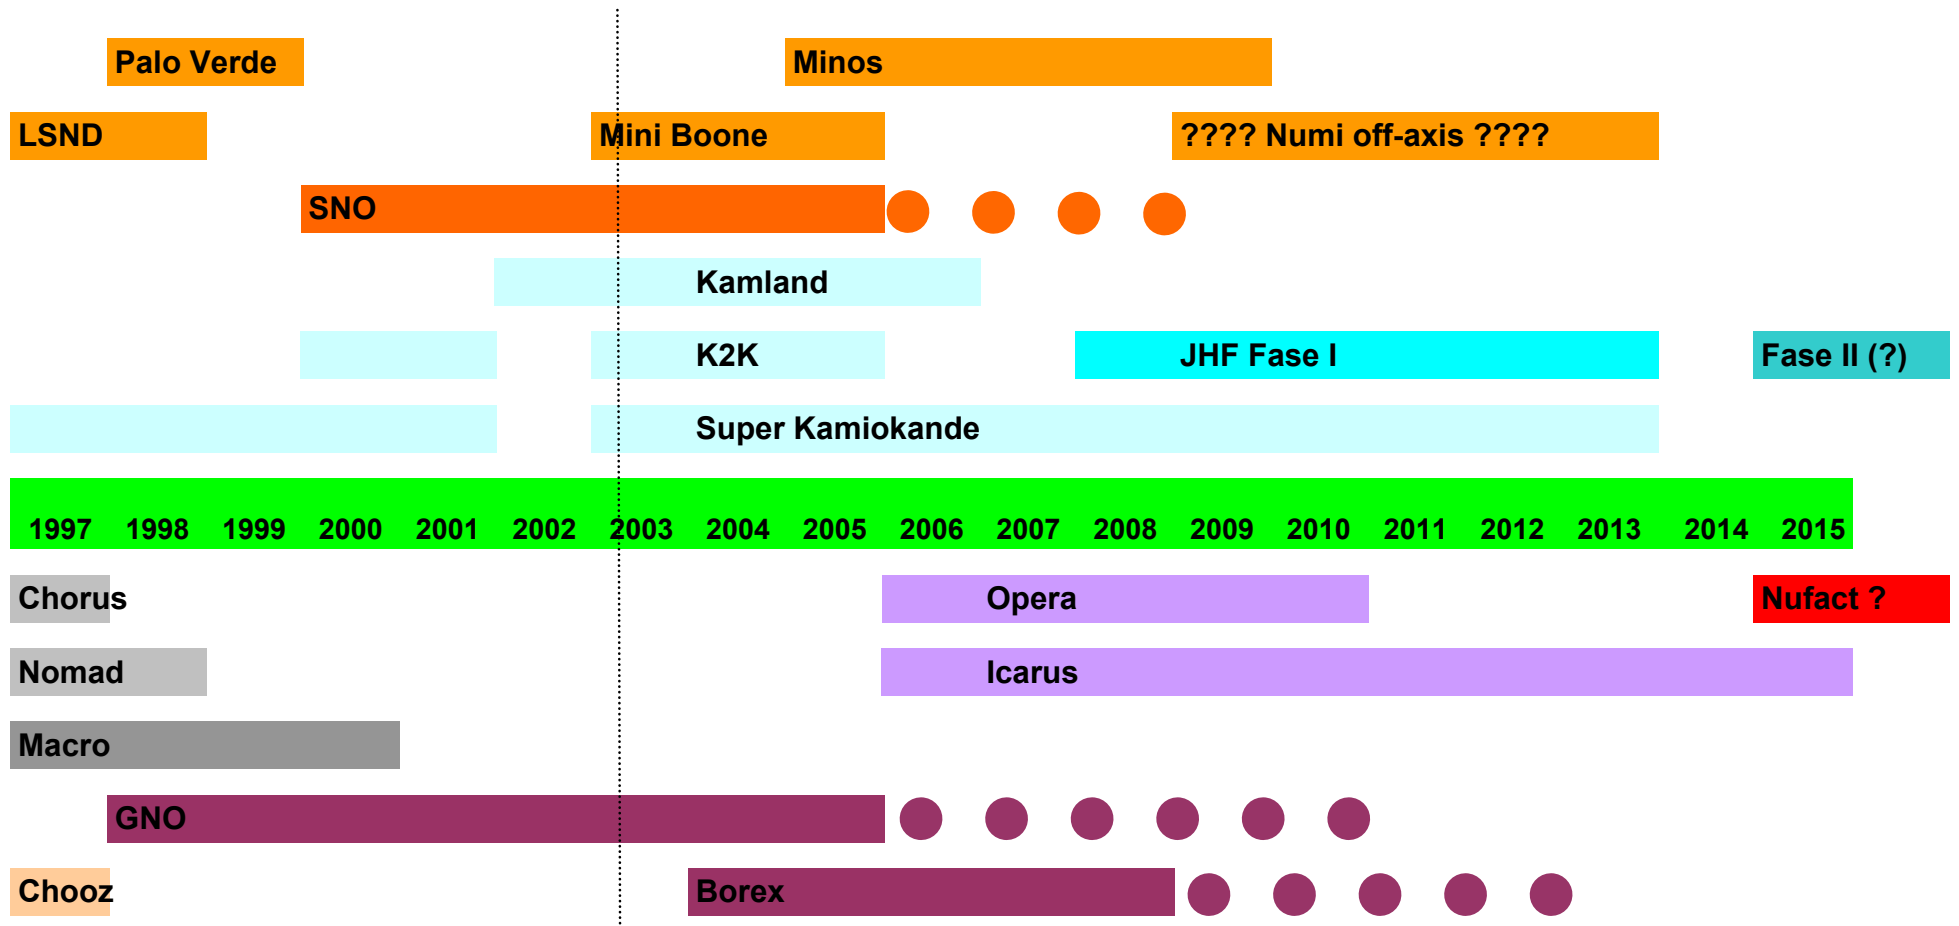 Palo Verde Minos
LSND Mini Boone ???? Numi off-axis ????
SNO
Kamland
K2K JHF Fase I Fase II (?)
Super Kamiokande
1997 1998 1999 2000 2001 2002 2003 2004 2005 2006 2007 2008 2009 2010 2011 2012 2013 2014 2015
Chorus Opera Nufact ?
Nomad Icarus
Macro
GNO
Chooz Borex